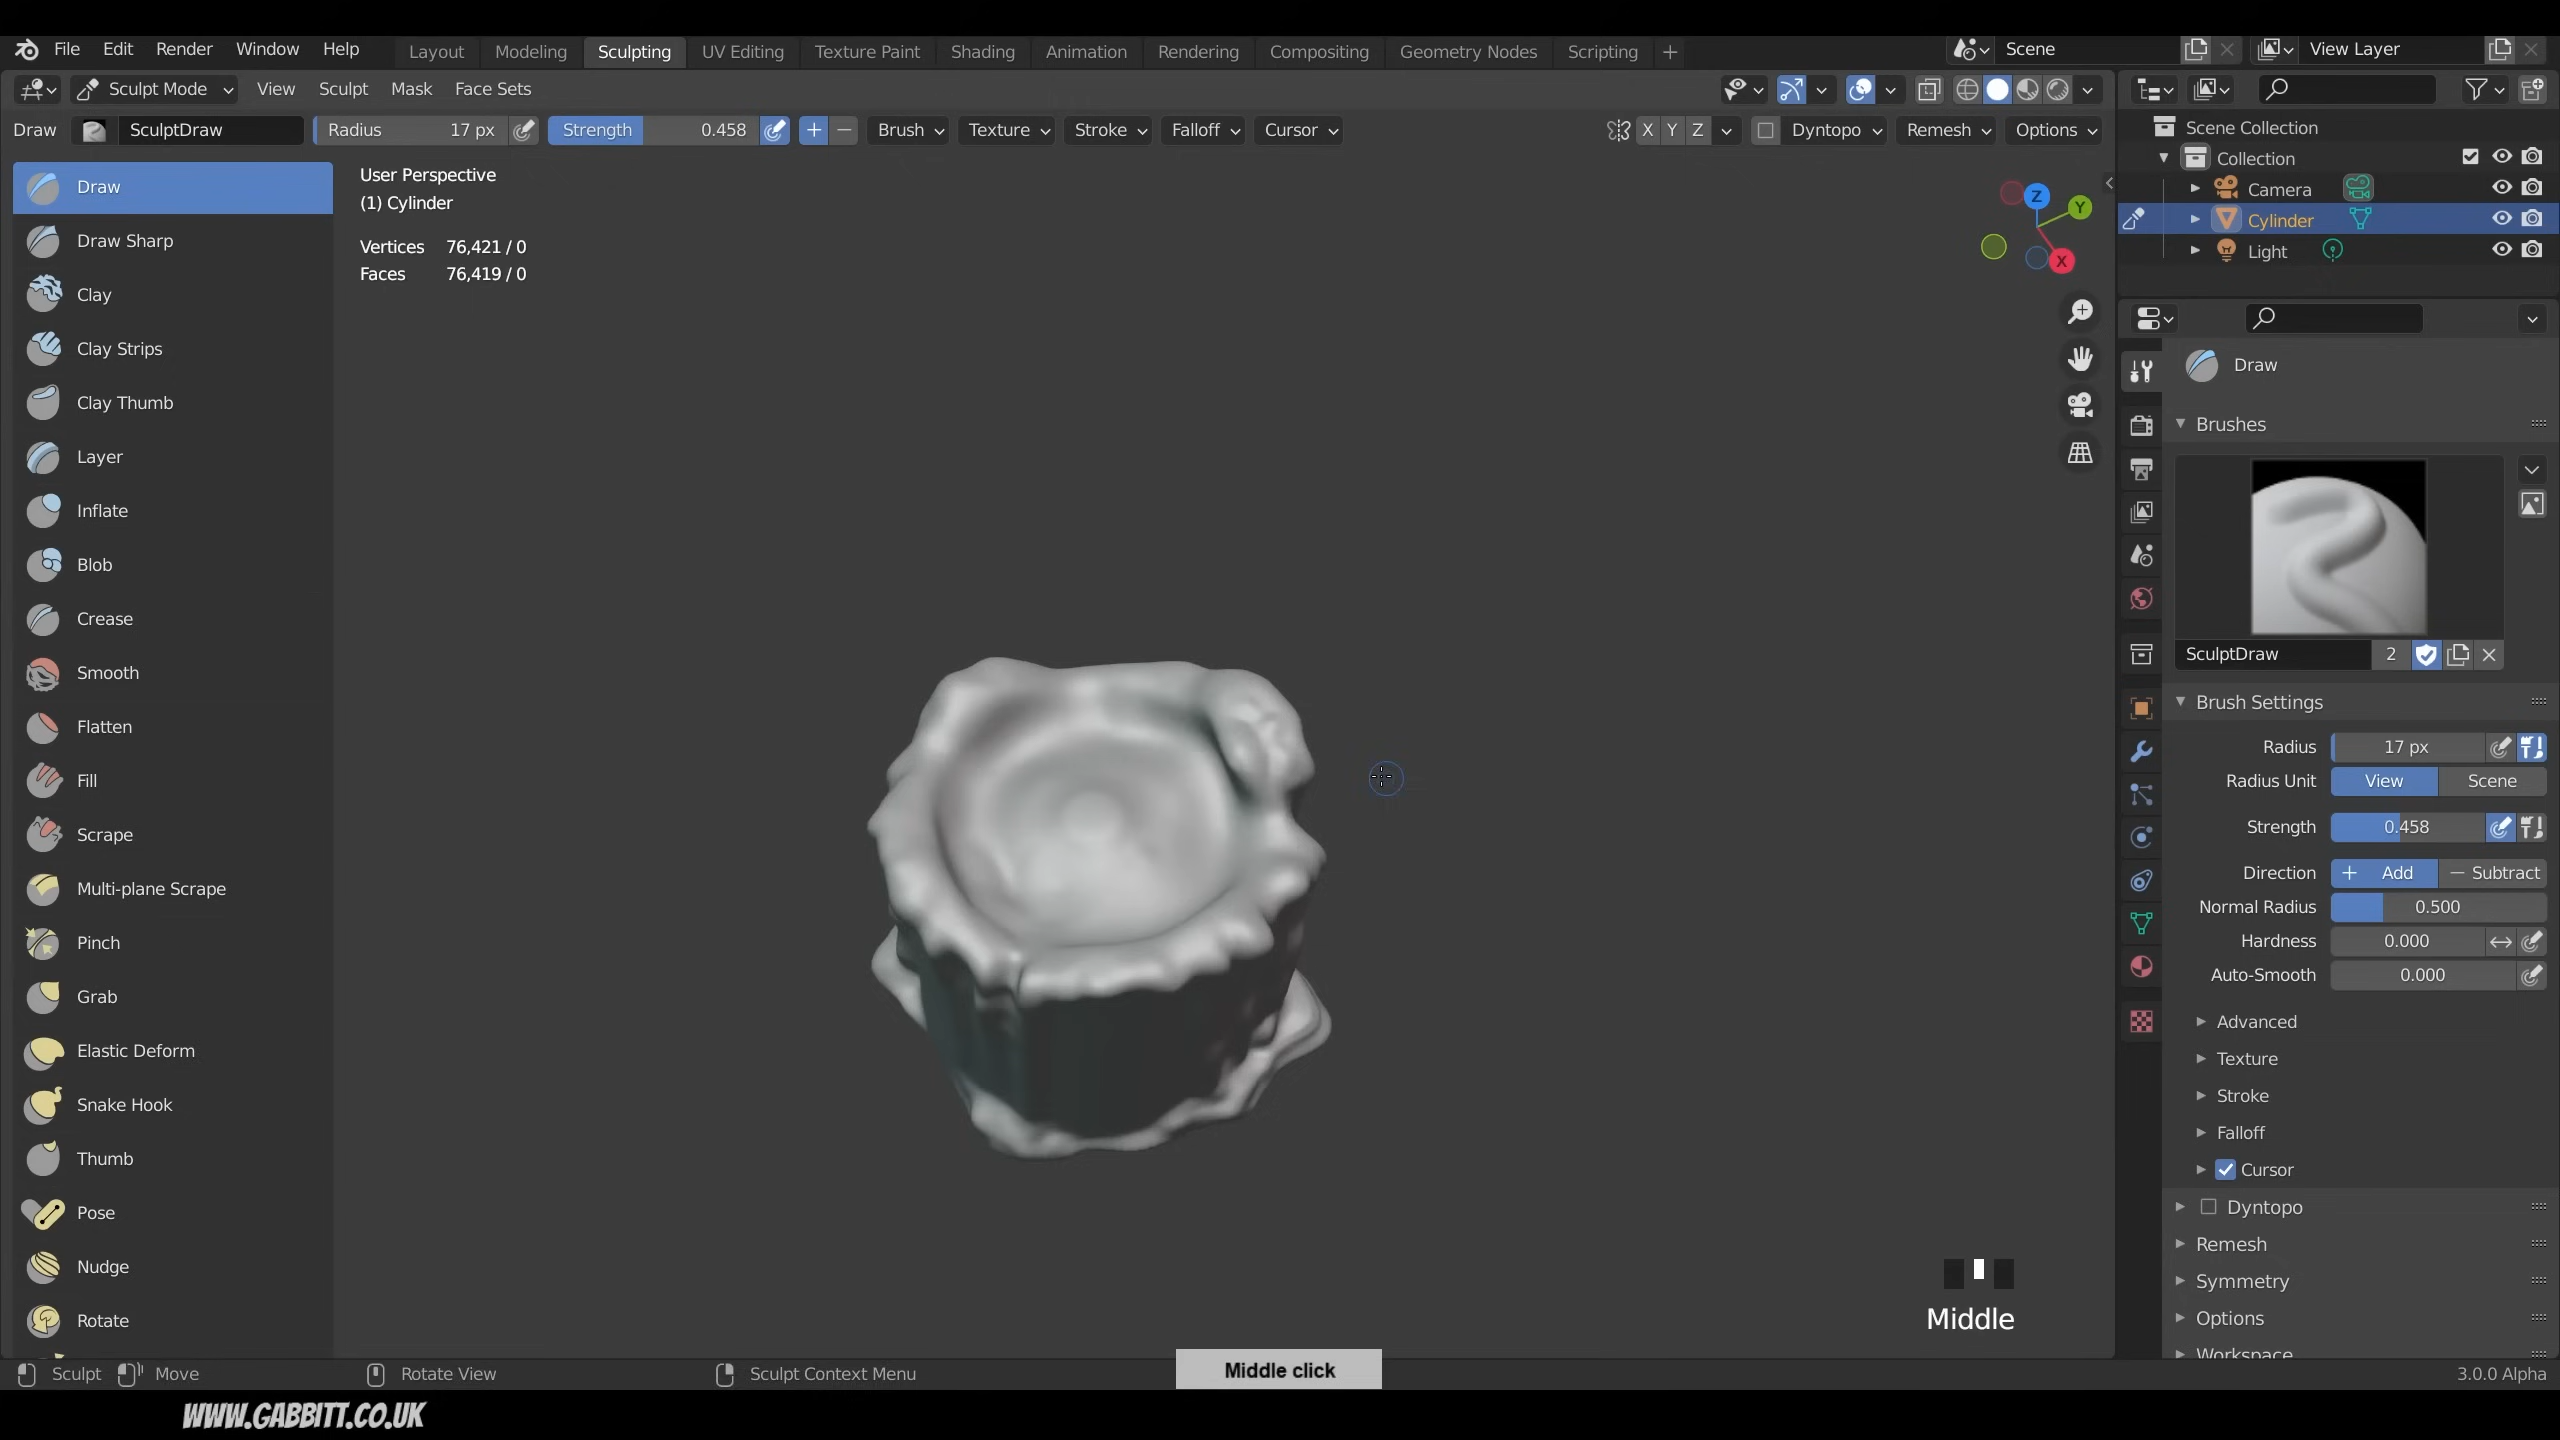 File Edit Render Window Help Layout Modeling Sculpting UV Editing Texture Paint Shading Animation Rendering Compositing Geometry Nodes Scripting + Scene View Layer
Sculpt Mode View Sculpt Mask Face Sets
Draw SculptDraw Radius 17 px Strength 0.458 + − Brush Texture Stroke Falloff Cursor X Y Z Dyntopo Remesh Options
Draw
Draw Sharp
Clay
Clay Strips
Clay Thumb
Layer
Inflate
Blob
Crease
Smooth
Flatten
Fill
Scrape
Multi-plane Scrape
Pinch
Grab
Elastic Deform
Snake Hook
Thumb
Pose
Nudge
Rotate
User Perspective
(1) Cylinder
Vertices 76,421 / 0
Faces 76,419 / 0
Z
Y
X
Middle
Scene Collection
Collection
Camera
Cylinder
Light
Draw
Brushes
SculptDraw 2
Brush Settings
Radius 17 px
Radius Unit View Scene
Strength 0.458
Direction + Add − Subtract
Normal Radius 0.500
Hardness 0.000
Auto-Smooth 0.000
Advanced
Texture
Stroke
Falloff
Cursor
Dyntopo
Remesh
Symmetry
Options
Workspace
Sculpt Move Rotate View Sculpt Context Menu Middle click 3.0.0 Alpha
WWW.GABBITT.CO.UK